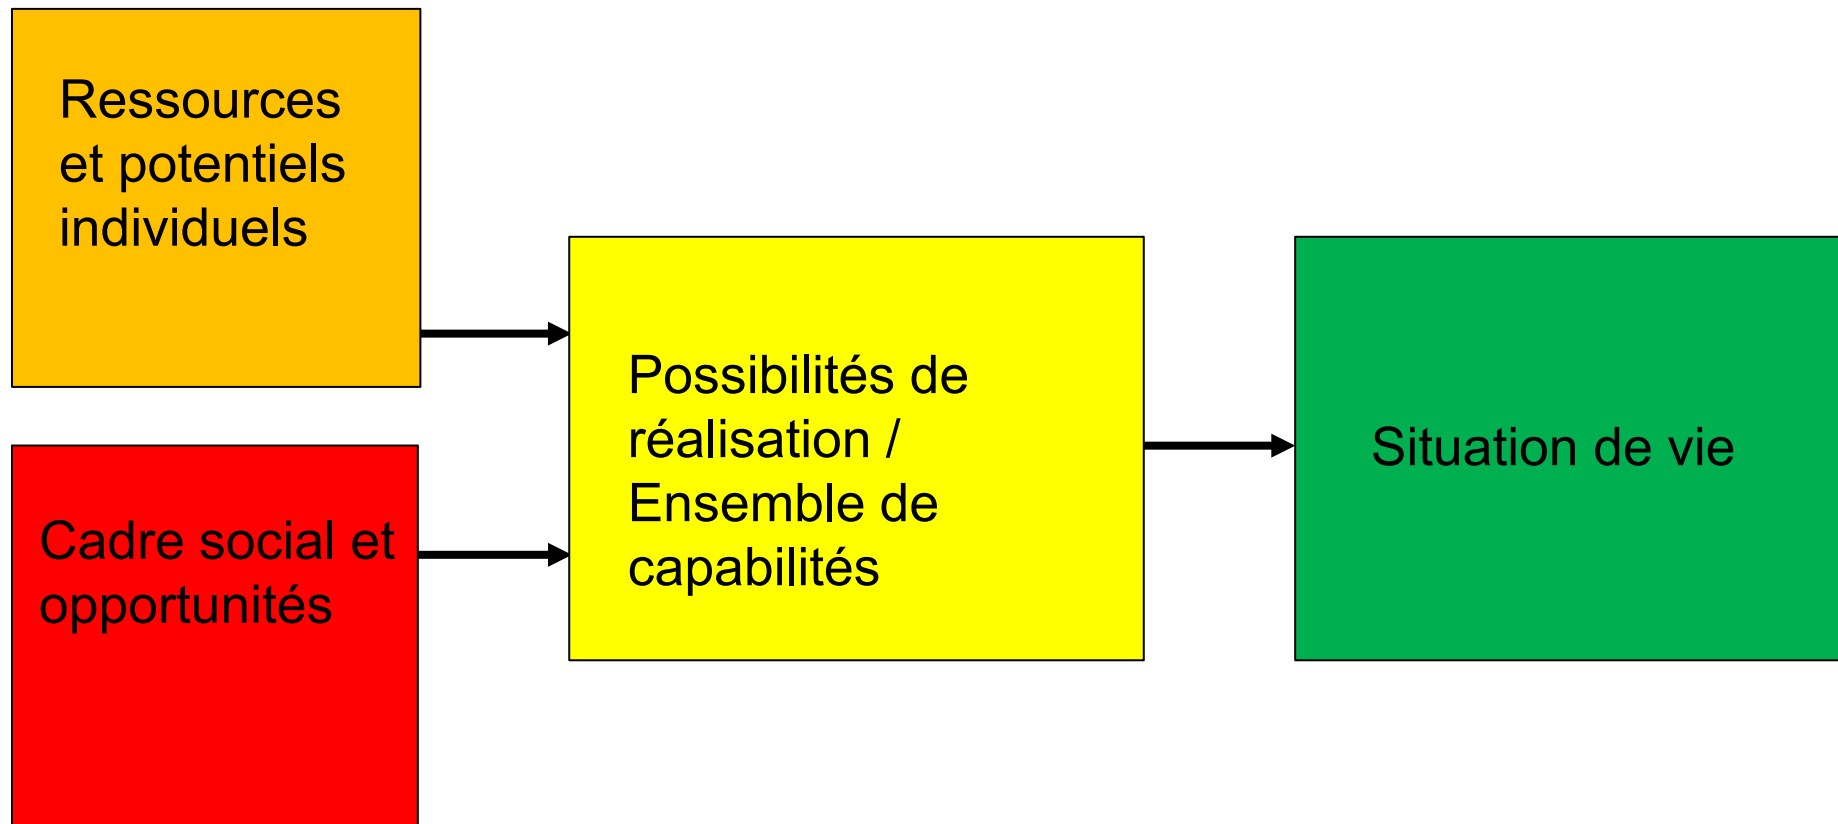 Ressources
et potentiels
individuels
Cadre social et
opportunités
Possibilités de
réalisation /
Ensemble de
capabilités
Situation de vie